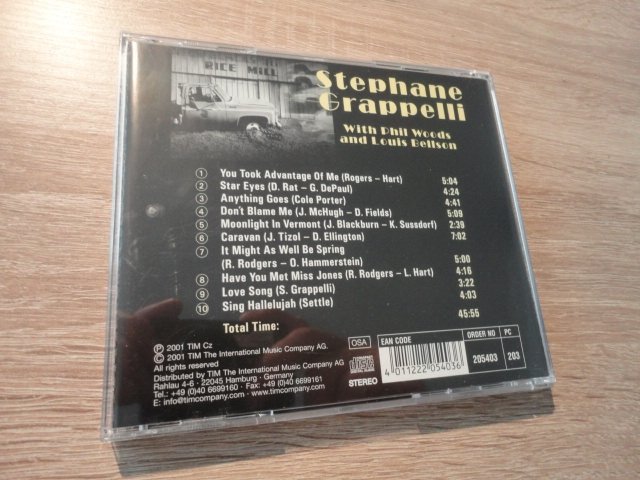 RICE MILL
Stephane
Grappelli
With Phil Woods
and Louis Bellson
1 You Took Advantage Of Me (Rogers – Hart) 5:04
2 Star Eyes (D. Rat – G. DePaul) 4:24
3 Anything Goes (Cole Porter) 4:41
4 Don't Blame Me (J. McHugh – D. Fields) 5:09
5 Moonlight In Vermont (J. Blackburn – K. Sussdorf) 2:39
6 Caravan (J. Tizol – D. Ellington) 7:02
7 It Might As Well Be Spring
(R. Rodgers – O. Hammerstein) 5:00
8 Have You Met Miss Jones (R. Rodgers – L. Hart) 4:16
9 Love Song (S. Grappelli) 3:22
10 Sing Hallelujah (Settle) 4:03
Total Time: 45:55
℗ 2001 TIM Cz
© 2001 TIM The International Music Company AG.
All rights reserved
Distributed by TIM The International Music Company AG
Rahlau 4-6 - 22045 Hamburg - Germany
Tel.: +49 (0)40 6699160 - Fax: +49 (0)40 6699161
E: info@timcompany.com - www.timcompany.com
OSA
COMPACT
disc
DIGITAL AUDIO
STEREO
EAN CODE
4 011222 054036
ORDER NO
205403
PC
203